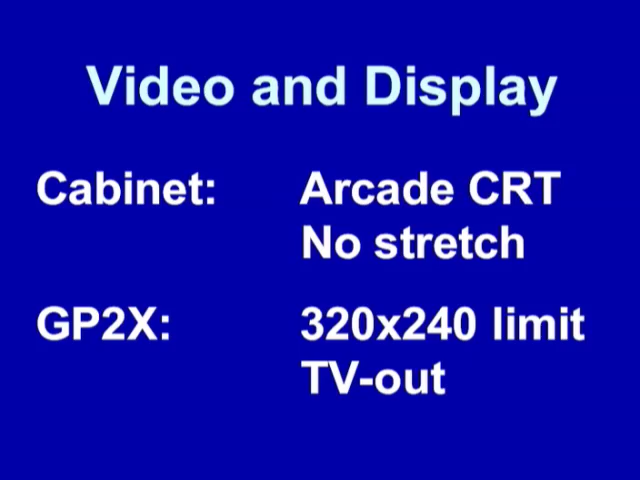 Video and Display
Cabinet: Arcade CRT
No stretch
GP2X: 320x240 limit
TV-out